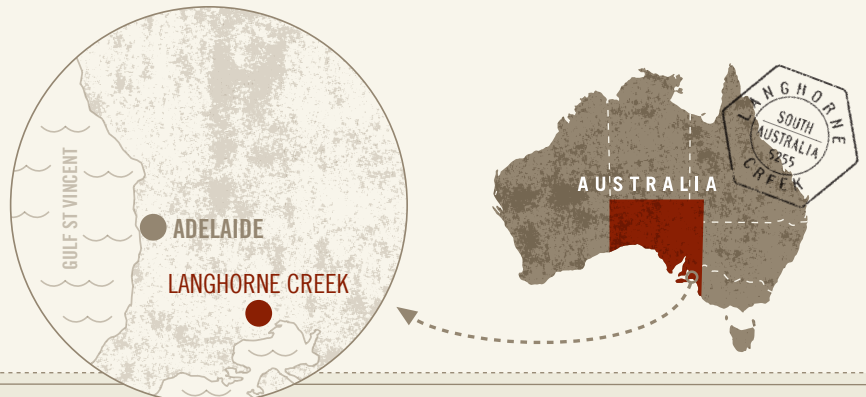 GULF ST VINCENT
ADELAIDE
LANGHORNE CREEK
AUSTRALIA
LANGHORNE
SOUTH
AUSTRALIA
5255
CREEK